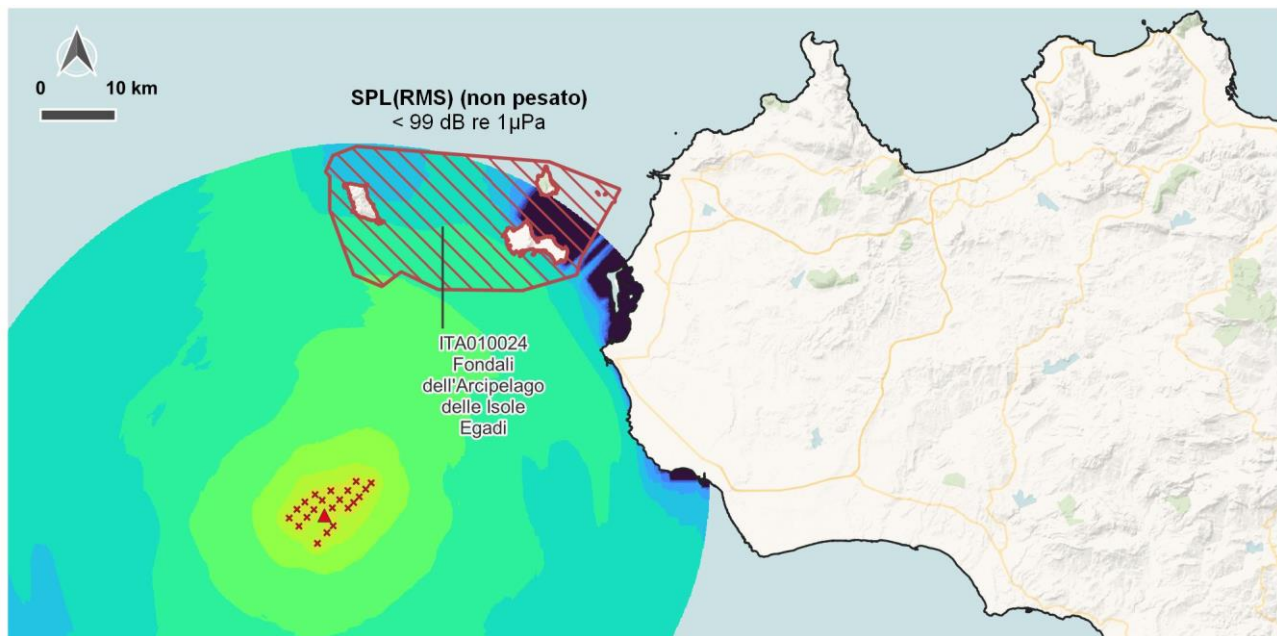 0 10 km
SPL(RMS) (non pesato)
< 99 dB re 1µPa
ITA010024
Fondali
dell'Arcipelago
delle Isole
Egadi